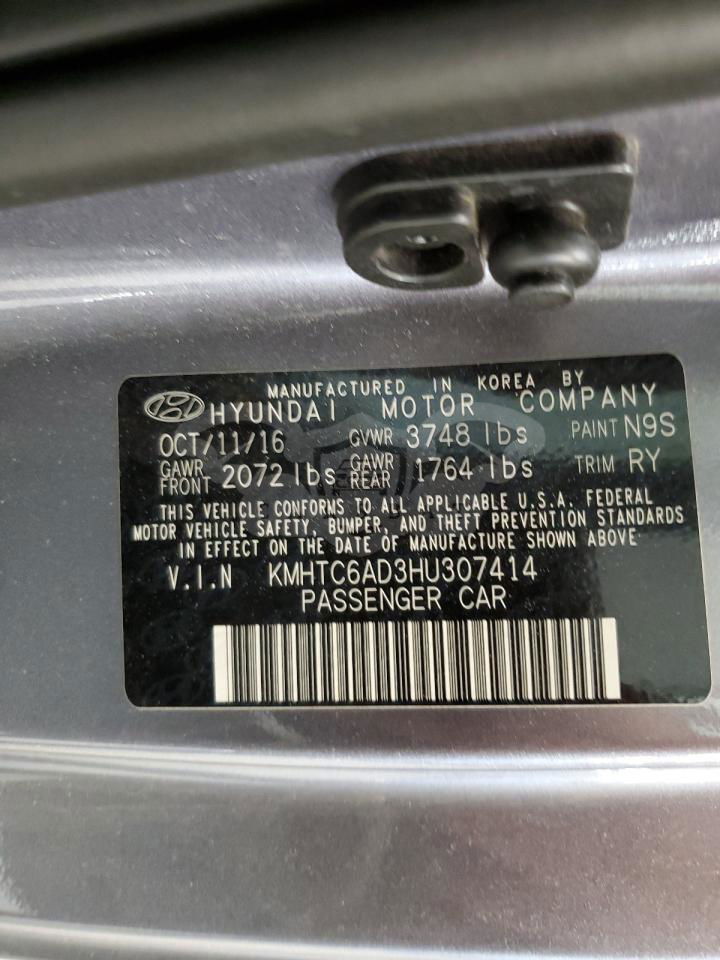 MANUFACTURED IN KOREA BY
HYUNDAI MOTOR COMPANY
OCT/11/16 GVWR 3748 lbs PAINT N9S
GAWR FRONT 2072 lbs GAWR REAR 1764 lbs TRIM RY
THIS VEHICLE CONFORMS TO ALL APPLICABLE U.S.A. FEDERAL
MOTOR VEHICLE SAFETY, BUMPER, AND THEFT PREVENTION STANDARDS
IN EFFECT ON THE DATE OF MANUFACTURE SHOWN ABOVE
V.I.N KMHTC6AD3HU307414
PASSENGER CAR